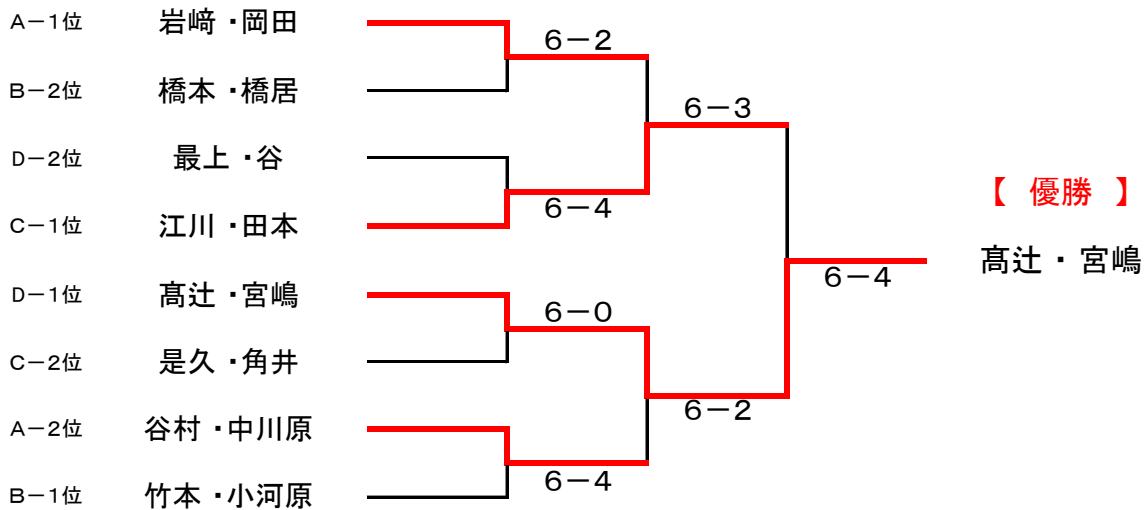 A－1位 岩﨑・岡田
6－2
B－2位 橋本・橋居
6－3
D－2位 最上・谷
【 優勝 】
6－4
C－1位 江川・田本
髙辻・宮嶋
6－4
D－1位 髙辻・宮嶋
6－0
C－2位 是久・角井
6－2
A－2位 谷村・中川原
6－4
B－1位 竹本・小河原